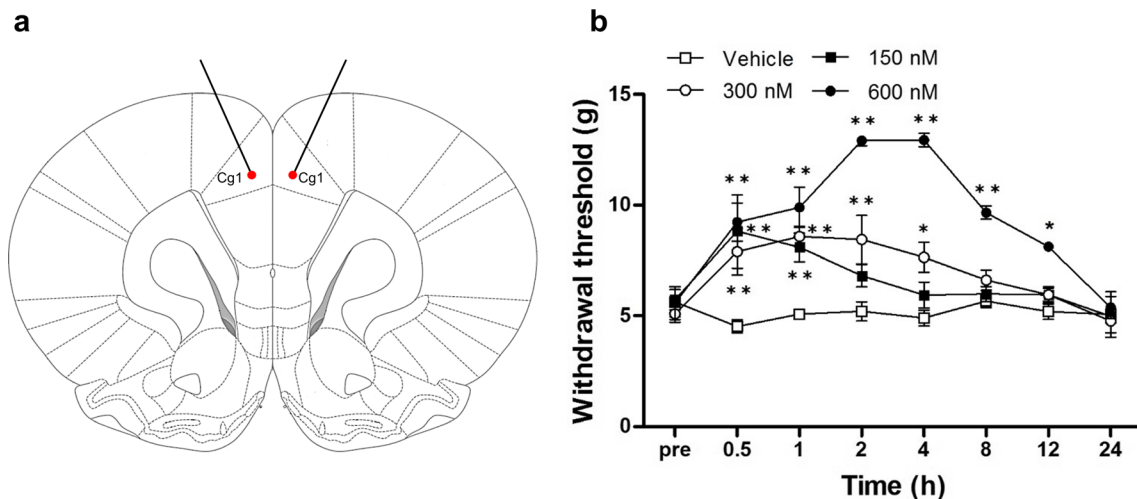 a
Cg1 Cg1
b
Vehicle 150 nM
300 nM 600 nM
Withdrawal threshold (g)
15
10
5
0
** ** ** ** ** *
** ** ** *
** **
pre 0.5 1 2 4 8 12 24
Time (h)